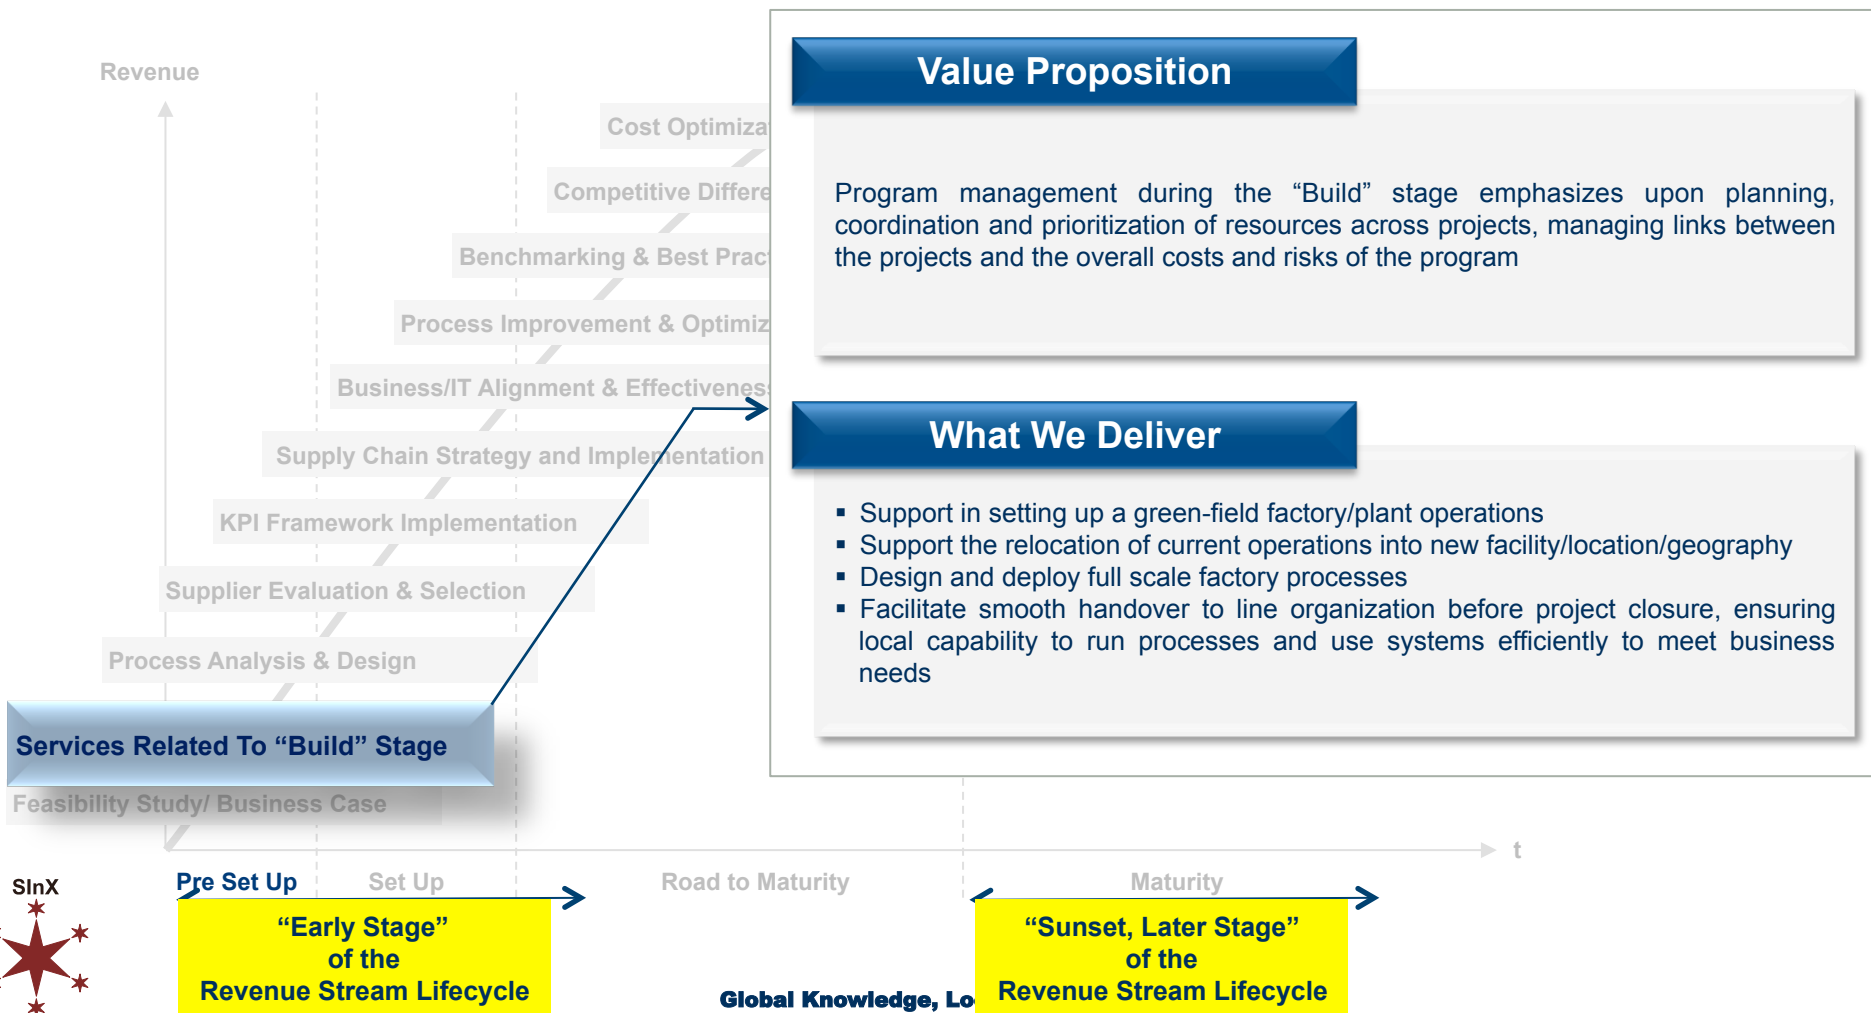 Revenue
Cost Optimiza
Competitive Differe
Benchmarking & Best Prac
Process Improvement & Optimiz
Business/IT Alignment & Effectiveness
Supply Chain Strategy and Implementation
KPI Framework Implementation
Supplier Evaluation & Selection
Process Analysis & Design
Services Related To “Build” Stage
Feasibility Study/ Business Case
Value Proposition
Program management during the “Build” stage emphasizes upon planning,
coordination and prioritization of resources across projects, managing links between
the projects and the overall costs and risks of the program
What We Deliver
▪ Support in setting up a green-field factory/plant operations
▪ Support the relocation of current operations into new facility/location/geography
▪ Design and deploy full scale factory processes
▪ Facilitate smooth handover to line organization before project closure, ensuring
local capability to run processes and use systems efficiently to meet business
needs
t
Pre Set Up
Set Up
Road to Maturity
Maturity
SInX
“Early Stage”
of the
Revenue Stream Lifecycle
“Sunset, Later Stage”
of the
Revenue Stream Lifecycle
Global Knowledge, Lo